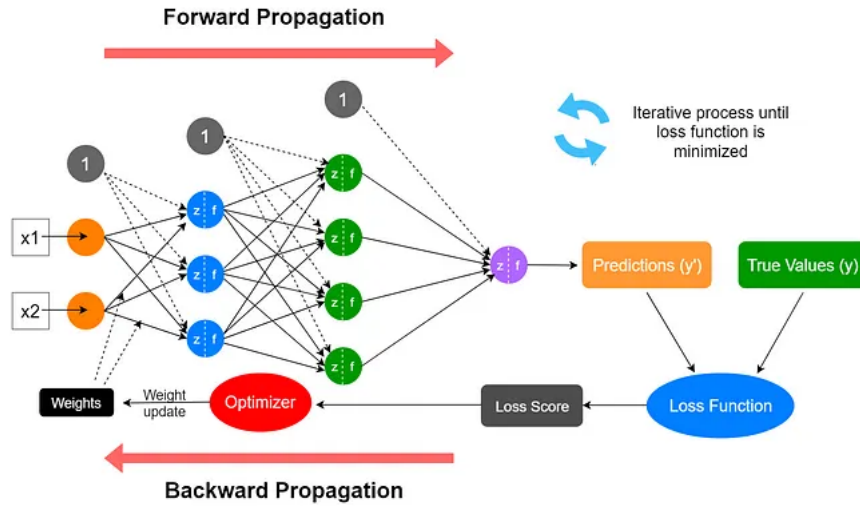 Forward Propagation
1
1
1
Iterative process until
loss function is
minimized
x1
x2
z f
z f
z f
z f
z f
z f
z f
z f
Predictions (y')
True Values (y)
Weights
Weight
update
Optimizer
Loss Score
Loss Function
Backward Propagation